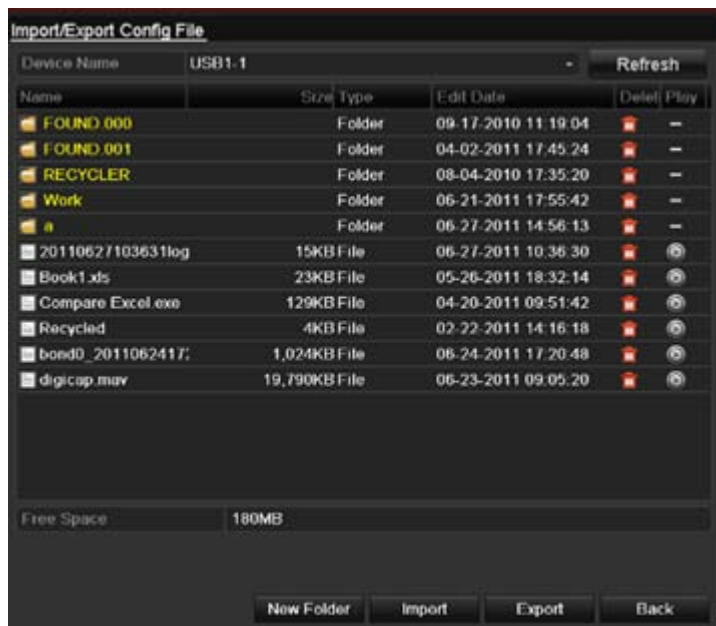 Import/Export Config File
Device Name USB1-1 Refresh
Name Size Type Edit Date Delet Play
FOUND.000 Folder 09-17-2010 11:19:04 –
FOUND.001 Folder 04-02-2011 17:45:24 –
RECYCLER Folder 08-04-2010 17:35:20 –
Work Folder 06-21-2011 17:55:42 –
a Folder 06-27-2011 14:56:13 –
20110627103631log 15KB File 06-27-2011 10:36:30
Book1.xls 23KB File 05-26-2011 18:32:14
Compare Excel.exe 129KB File 04-20-2011 09:51:42
Recycled 4KB File 02-22-2011 14:16:18
bond0_2011062417: 1,024KB File 06-24-2011 17:20:48
digicap.mav 19,790KB File 06-23-2011 09:05:20
Free Space 180MB
New Folder Import Export Back